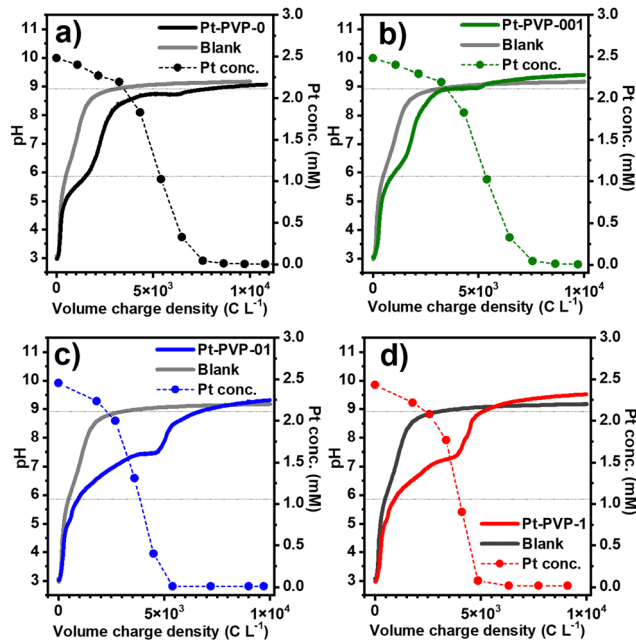 a)
Pt-PVP-0
Blank
Pt conc.
11
10
9
8
7
6
5
4
3
pH
3.0
2.5
2.0
1.5
1.0
0.5
0.0
Pt conc. (mM)
0
5×10³
1×10⁴
Volume charge density (C L⁻¹)
b)
Pt-PVP-001
Blank
Pt conc.
11
10
9
8
7
6
5
4
3
pH
3.0
2.5
2.0
1.5
1.0
0.5
0.0
Pt conc. (mM)
0
5×10³
1×10⁴
Volume charge density (C L⁻¹)
c)
Pt-PVP-01
Blank
Pt conc.
11
10
9
8
7
6
5
4
3
pH
3.0
2.5
2.0
1.5
1.0
0.5
0.0
Pt conc. (mM)
0
5×10³
1×10⁴
Volume charge density (C L⁻¹)
d)
Pt-PVP-1
Blank
Pt conc.
11
10
9
8
7
6
5
4
3
pH
3.0
2.5
2.0
1.5
1.0
0.5
0.0
Pt conc. (mM)
0
5×10³
1×10⁴
Volume charge density (C L⁻¹)